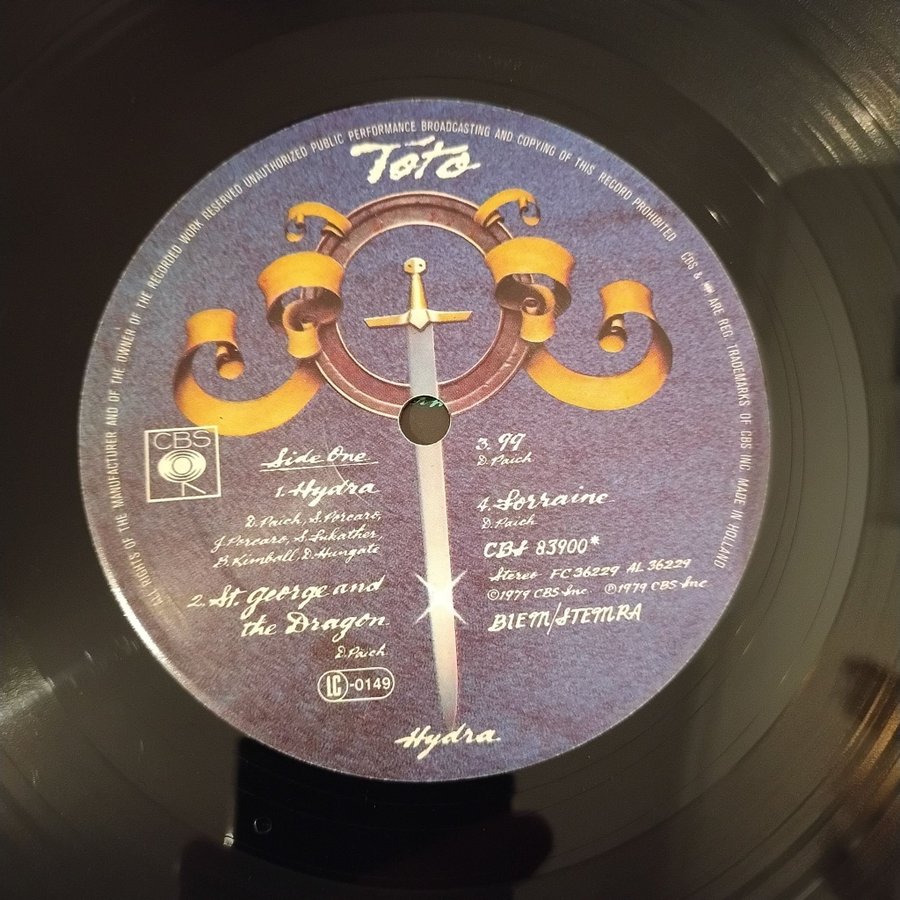 ALL RIGHTS OF THE MANUFACTURER AND OF THE OWNER OF THE RECORDED WORK RESERVED UNAUTHORIZED PUBLIC PERFORMANCE BROADCASTING AND COPYING OF THIS RECORD PROHIBITED CBS & ARE REG. TRADEMARKS OF CBS INC MADE IN HOLLAND
Toto
CBS
Side One
1. Hydra
D. Paich, S. Porcaro,
J. Porcaro, S. Lukather,
B. Kimball, D. Hungate
2. St. George and
the Dragon
D. Paich
LC-0149
3. 99
D. Paich
4. Lorraine
D. Paich
CBS 83900*
Stereo FC 36229 AL 36229
©1979 CBS Inc ℗1979 CBS Inc
BIEM/STEMRA
Hydra